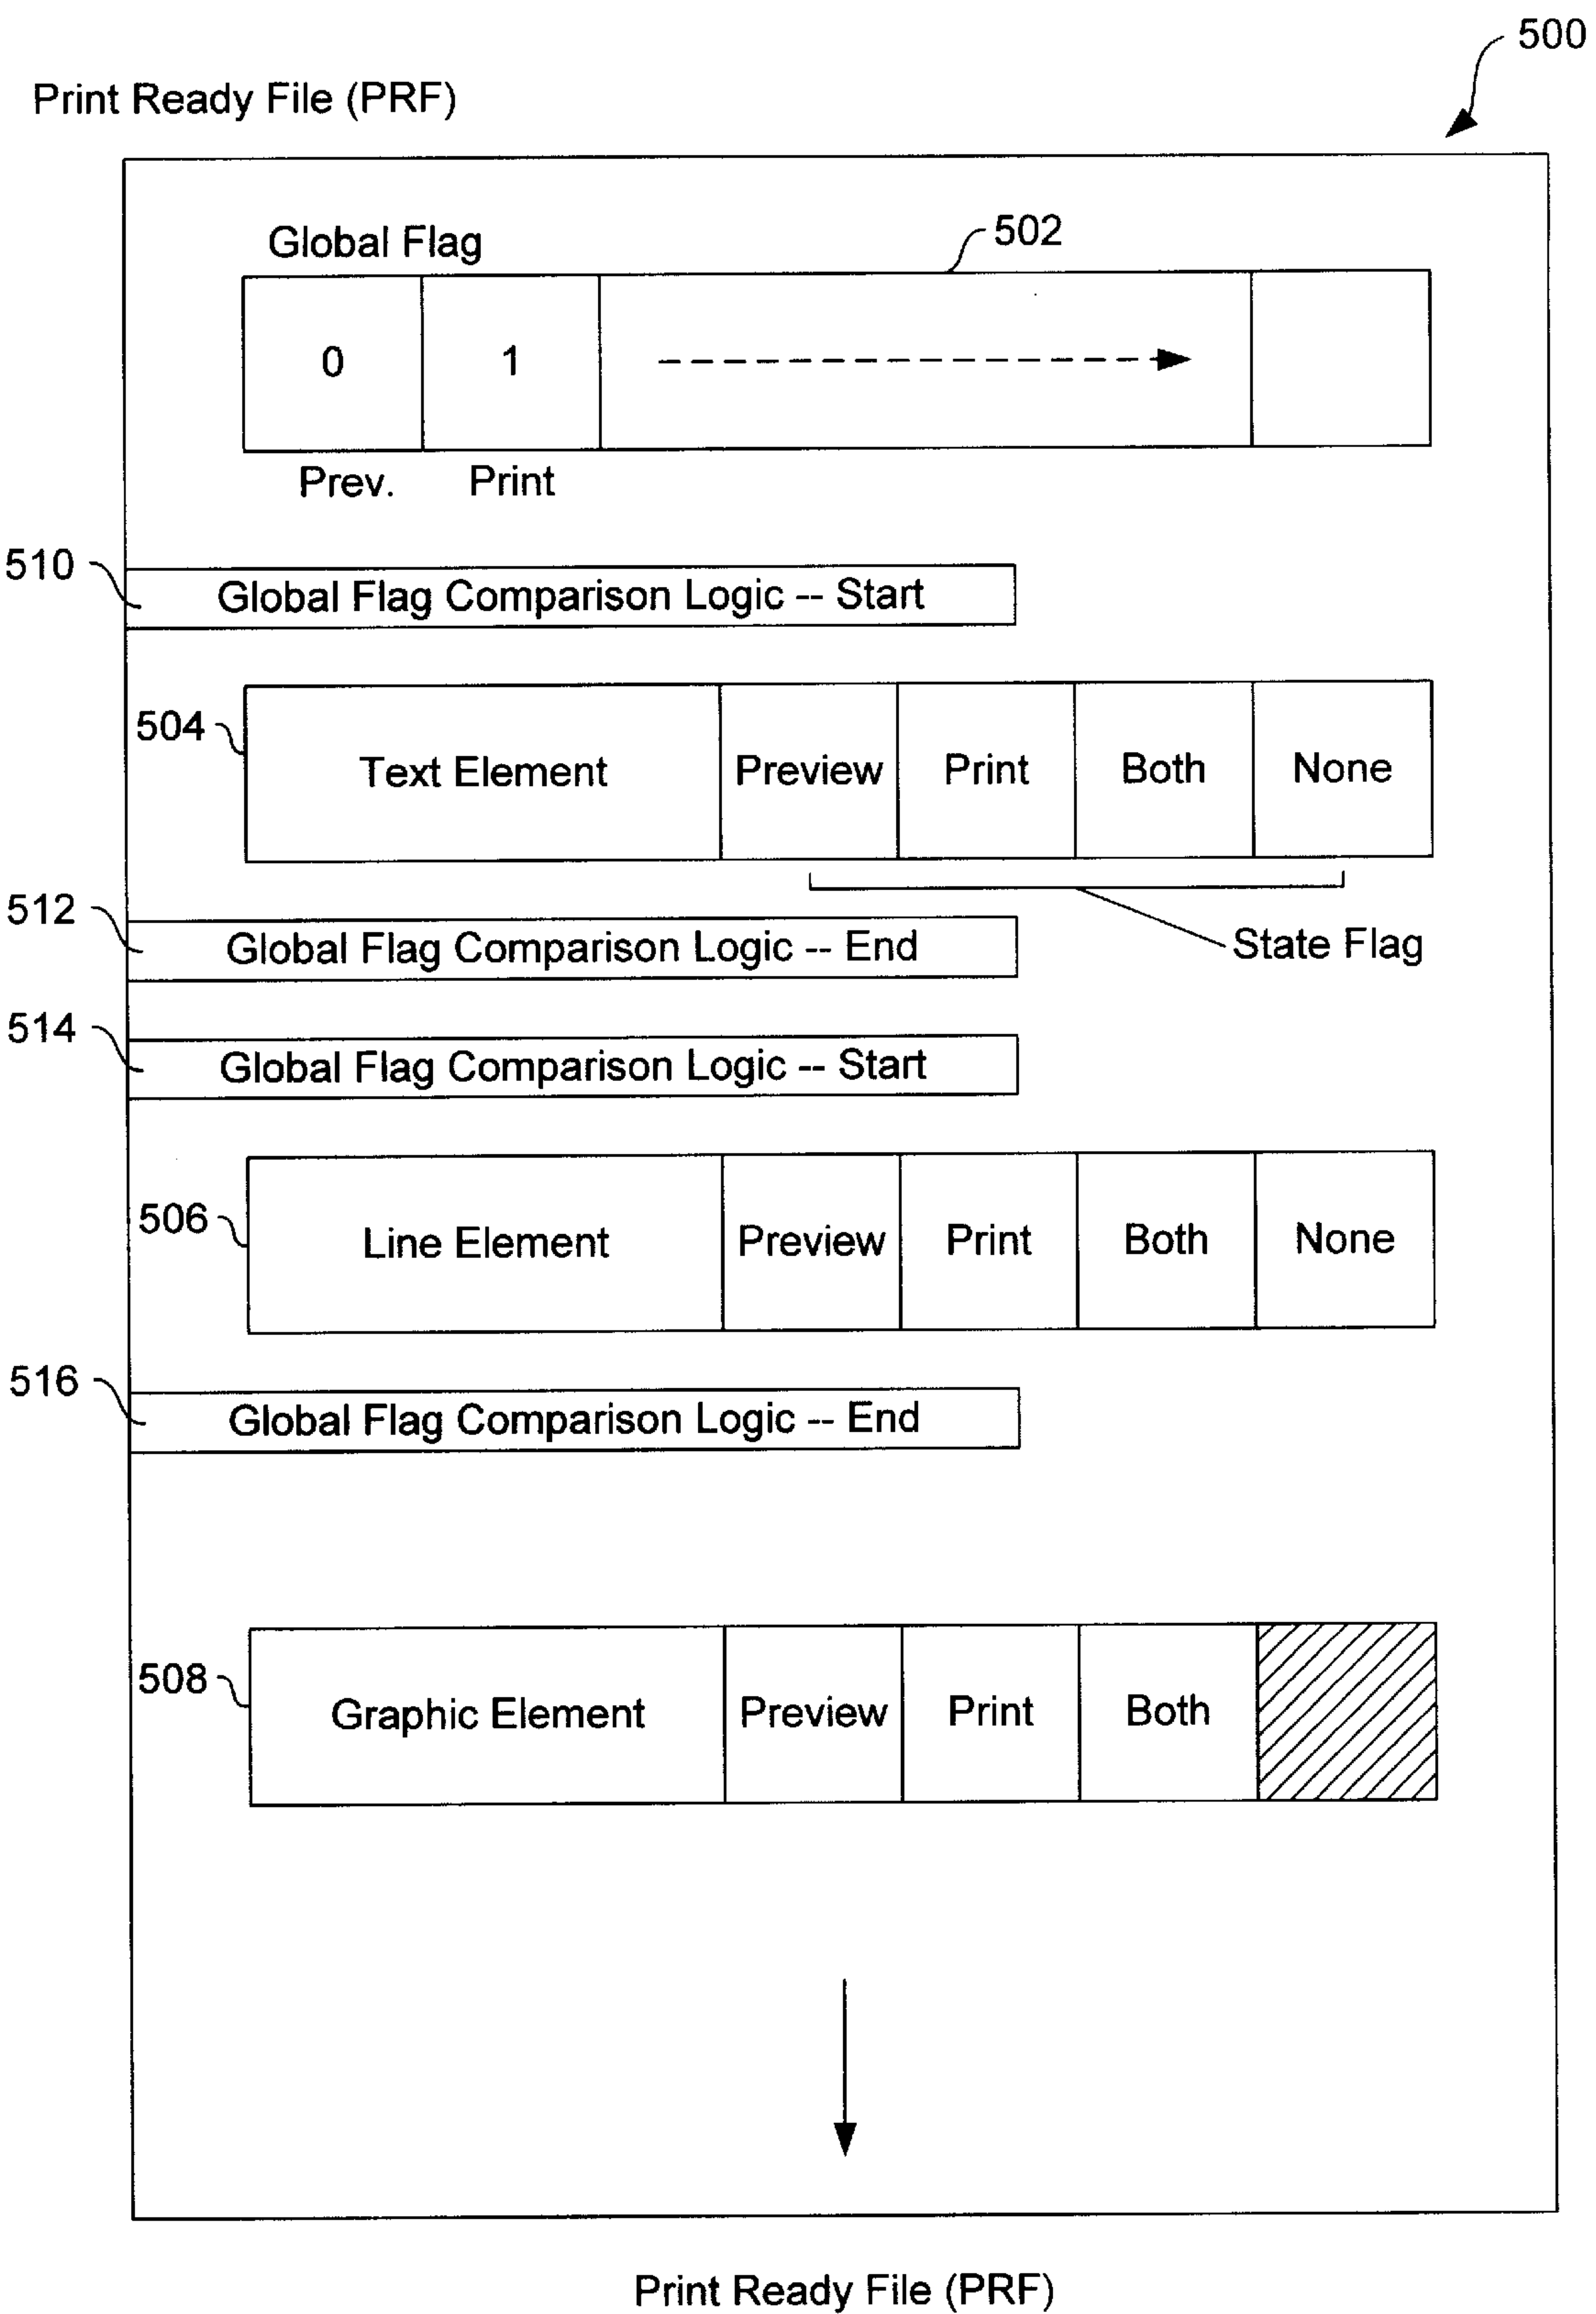 500
Print Ready File (PRF)
Global Flag
502
0 1
Prev. Print
510
Global Flag Comparison Logic -- Start
504
Text Element Preview Print Both None
512
Global Flag Comparison Logic -- End
State Flag
514
Global Flag Comparison Logic -- Start
506
Line Element Preview Print Both None
516
Global Flag Comparison Logic -- End
508
Graphic Element Preview Print Both
Print Ready File (PRF)